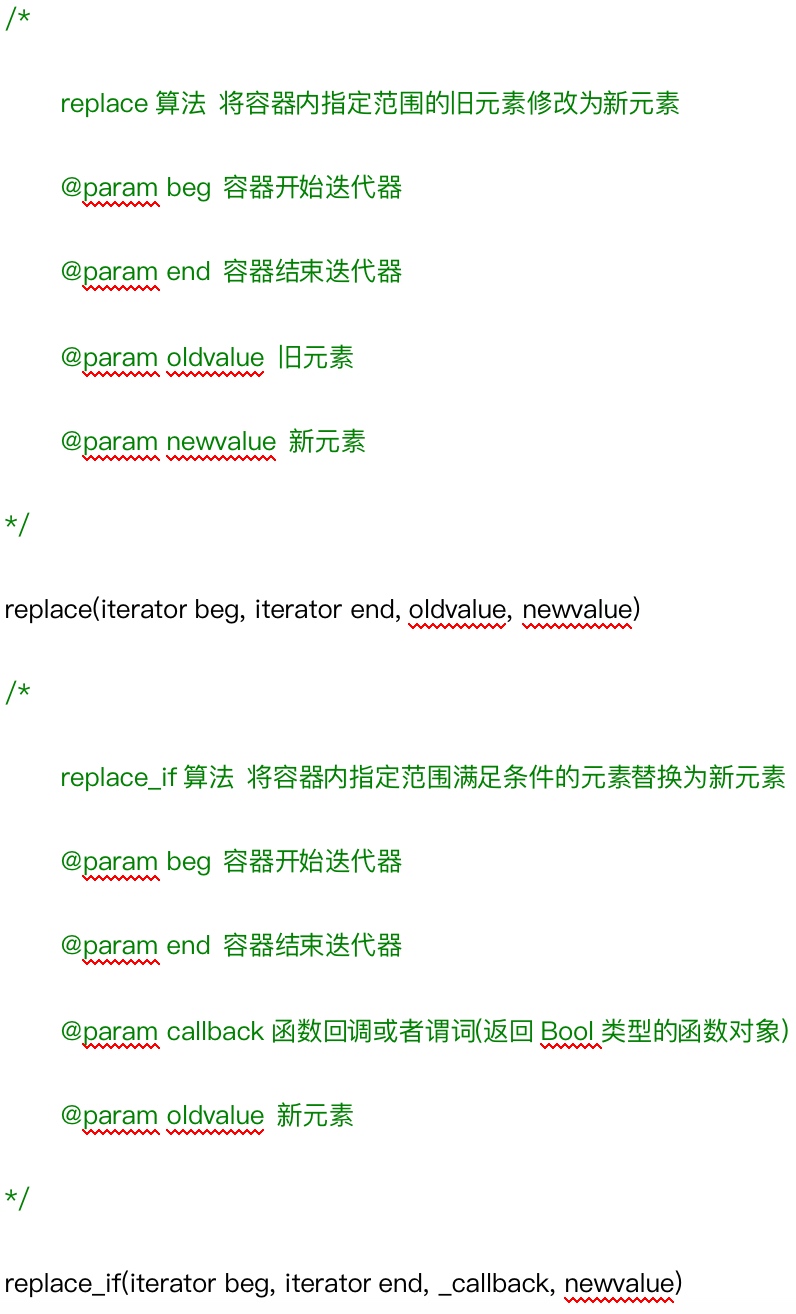 /*
replace 算法 将容器内指定范围的旧元素修改为新元素
@param beg 容器开始迭代器
@param end 容器结束迭代器
@param oldvalue 旧元素
@param newvalue 新元素
*/
replace(iterator beg, iterator end, oldvalue, newvalue)
/*
replace_if 算法 将容器内指定范围满足条件的元素替换为新元素
@param beg 容器开始迭代器
@param end 容器结束迭代器
@param callback 函数回调或者谓词(返回 Bool 类型的函数对象)
@param oldvalue 新元素
*/
replace_if(iterator beg, iterator end, _callback, newvalue)